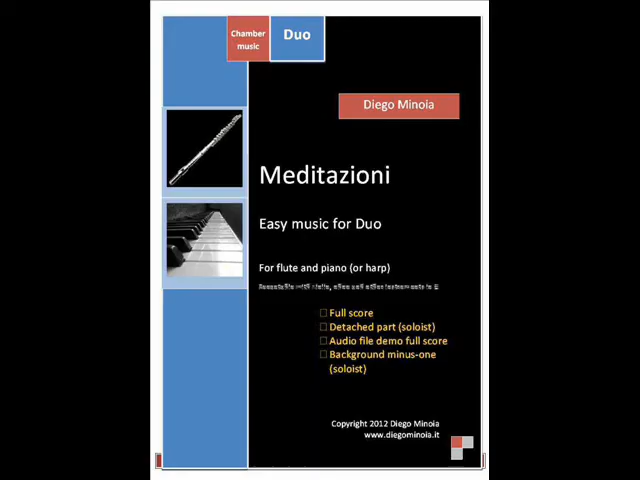 Chamber
music
Duo
Diego Minoia
Meditazioni
Easy music for Duo
For flute and piano (or harp)
Full score
Detached part (soloist)
Audio file demo full score
Background minus-one
(soloist)
Copyright 2012 Diego Minoia
www.diegominoia.it